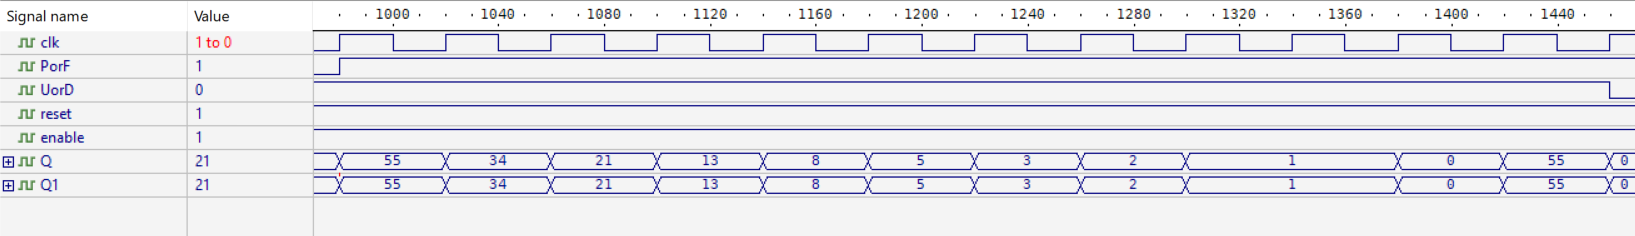 Signal name Value · 1000 · 1040 · 1080 · 1120 · 1160 · 1200 · 1240 · 1280 · 1320 · 1360 · 1400 · 1440 ·
clk 1 to 0
PorF 1
UorD 0
reset 1
enable 1
Q 21 55 34 21 13 8 5 3 2 1 0 55 0
Q1 21 55 34 21 13 8 5 3 2 1 0 55 0